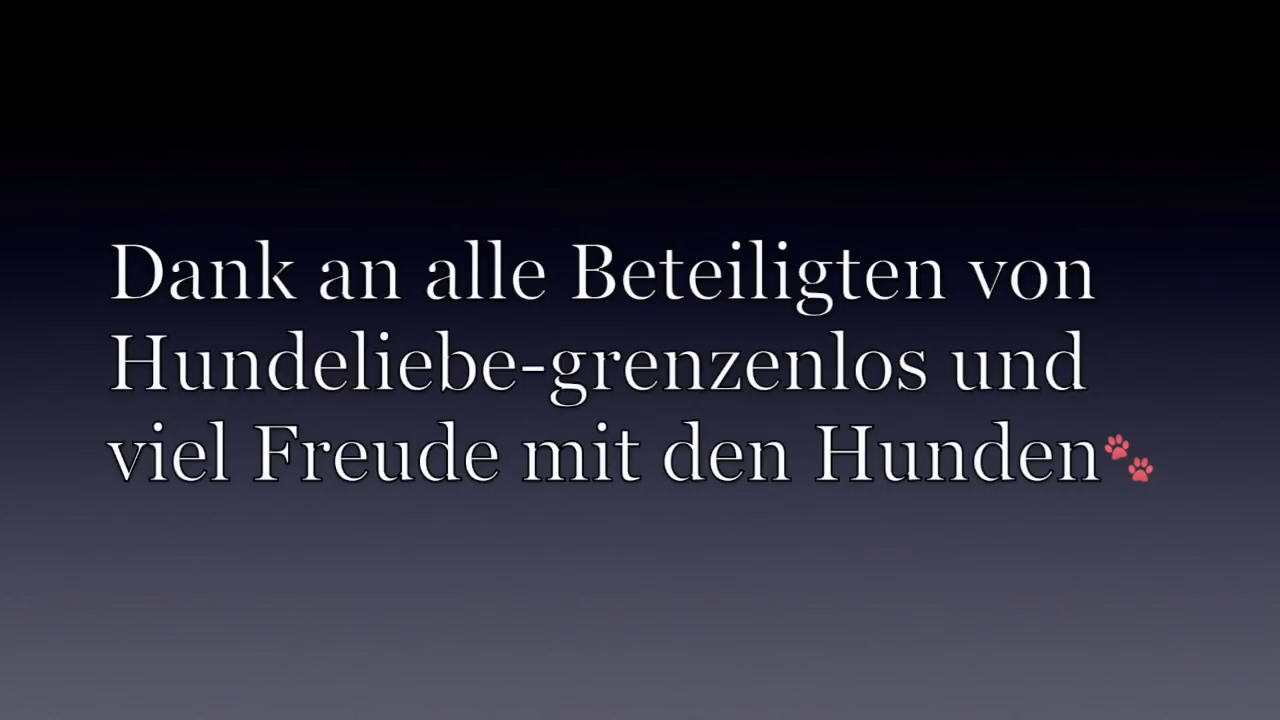 Dank an alle Beteiligten von
Hundeliebe-grenzenlos und
viel Freude mit den Hunden🐾